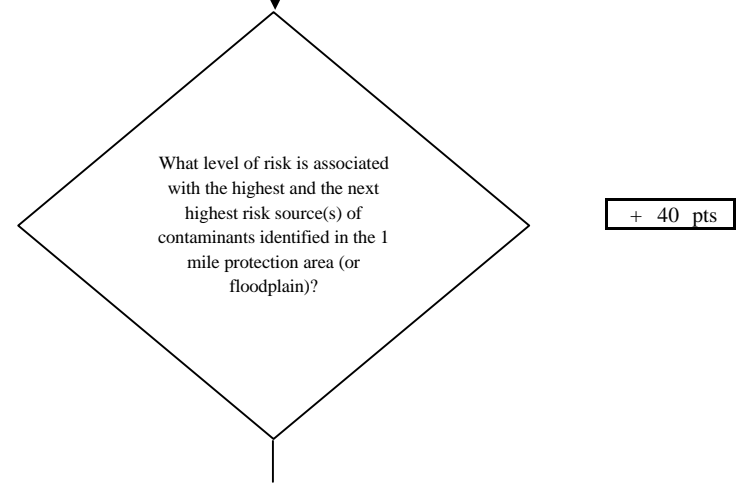 What level of risk is associated
with the highest and the next
highest risk source(s) of
contaminants identified in the 1
mile protection area (or
floodplain)?
+ 40 pts